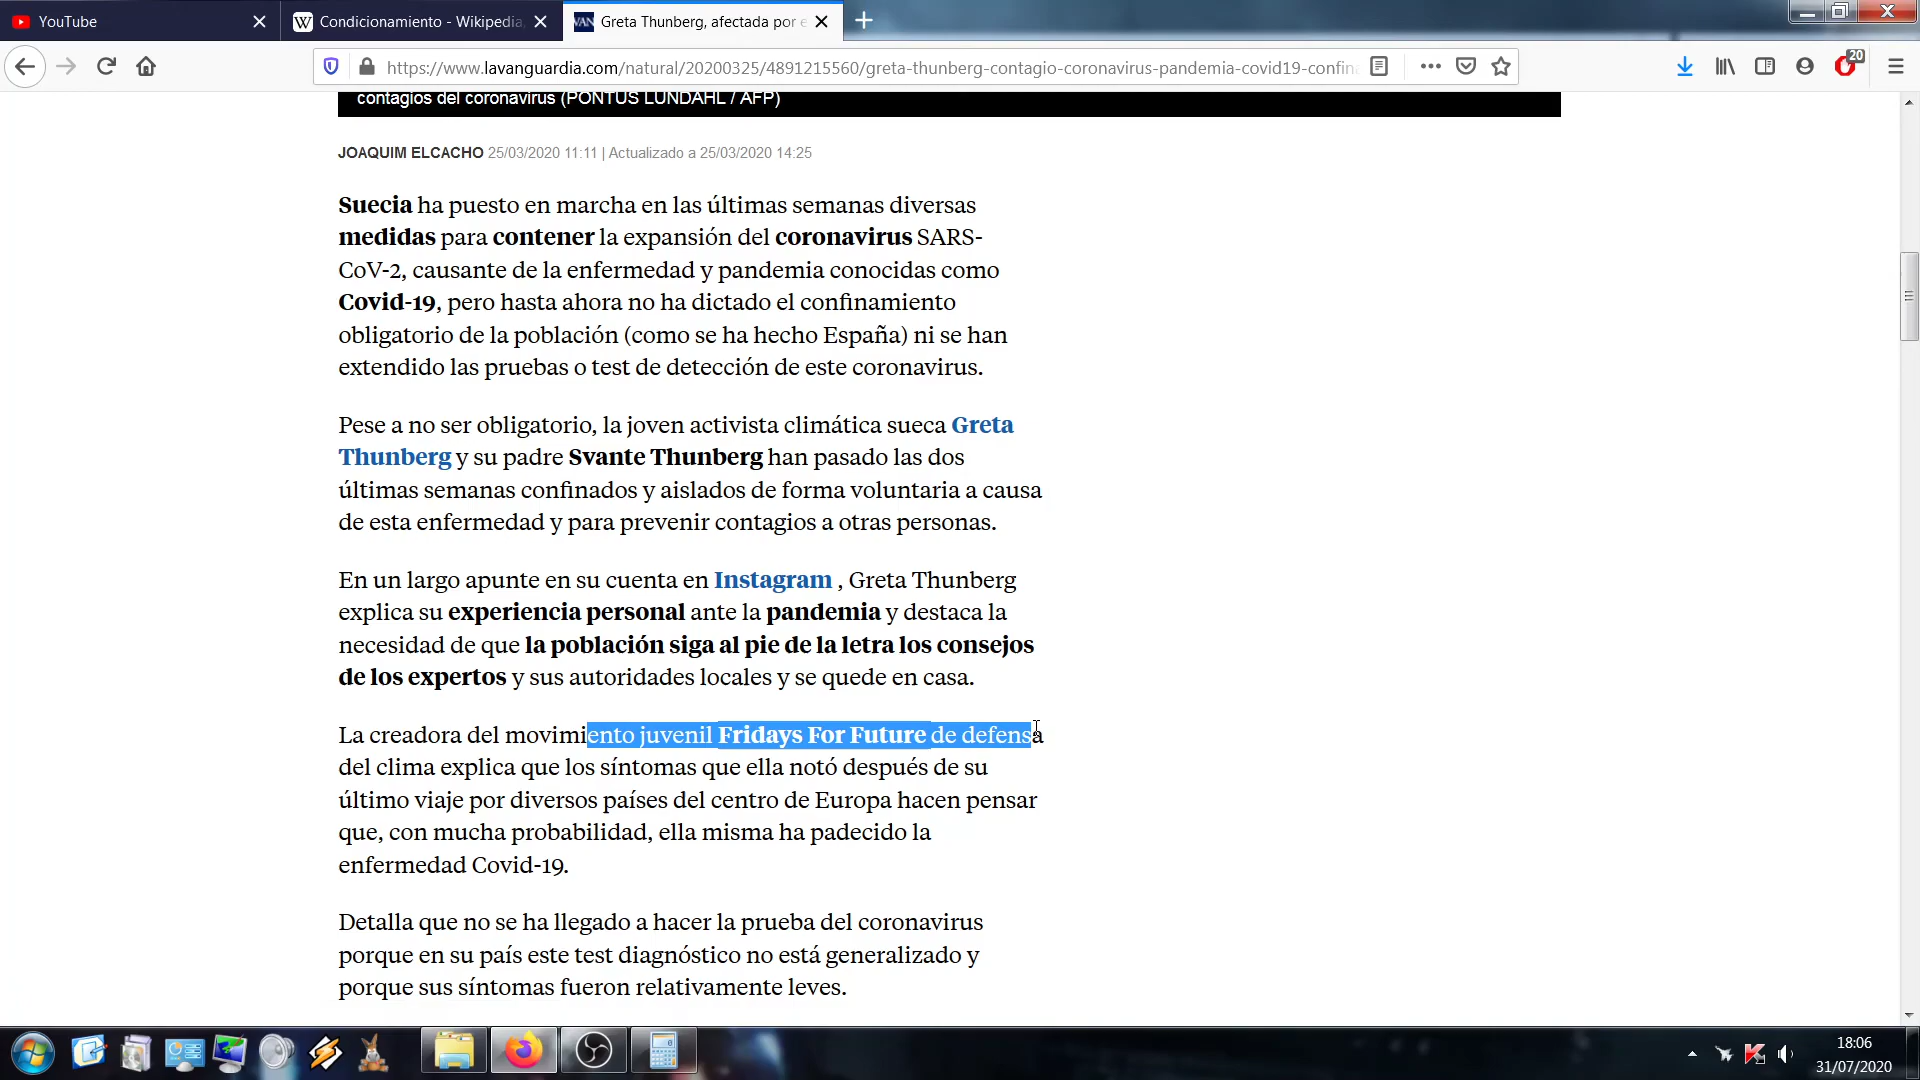 YouTube
Condicionamiento - Wikipedia,
Greta Thunberg, afectada por e
https://www.lavanguardia.com/natural/20200325/4891215560/greta-thunberg-contagio-coronavirus-pandemia-covid19-confin
20
contagios del coronavirus (PONTUS LUNDAHL / AFP)
JOAQUIM ELCACHO 25/03/2020 11:11 | Actualizado a 25/03/2020 14:25
Suecia ha puesto en marcha en las últimas semanas diversas
medidas para contener la expansión del coronavirus SARS-
CoV-2, causante de la enfermedad y pandemia conocidas como
Covid-19, pero hasta ahora no ha dictado el confinamiento
obligatorio de la población (como se ha hecho España) ni se han
extendido las pruebas o test de detección de este coronavirus.
Pese a no ser obligatorio, la joven activista climática sueca Greta
Thunberg y su padre Svante Thunberg han pasado las dos
últimas semanas confinados y aislados de forma voluntaria a causa
de esta enfermedad y para prevenir contagios a otras personas.
En un largo apunte en su cuenta en Instagram , Greta Thunberg
explica su experiencia personal ante la pandemia y destaca la
necesidad de que la población siga al pie de la letra los consejos
de los expertos y sus autoridades locales y se quede en casa.
La creadora del movimiento juvenil Fridays For Future de defensa
del clima explica que los síntomas que ella notó después de su
último viaje por diversos países del centro de Europa hacen pensar
que, con mucha probabilidad, ella misma ha padecido la
enfermedad Covid-19.
Detalla que no se ha llegado a hacer la prueba del coronavirus
porque en su país este test diagnóstico no está generalizado y
porque sus síntomas fueron relativamente leves.
18:06
31/07/2020